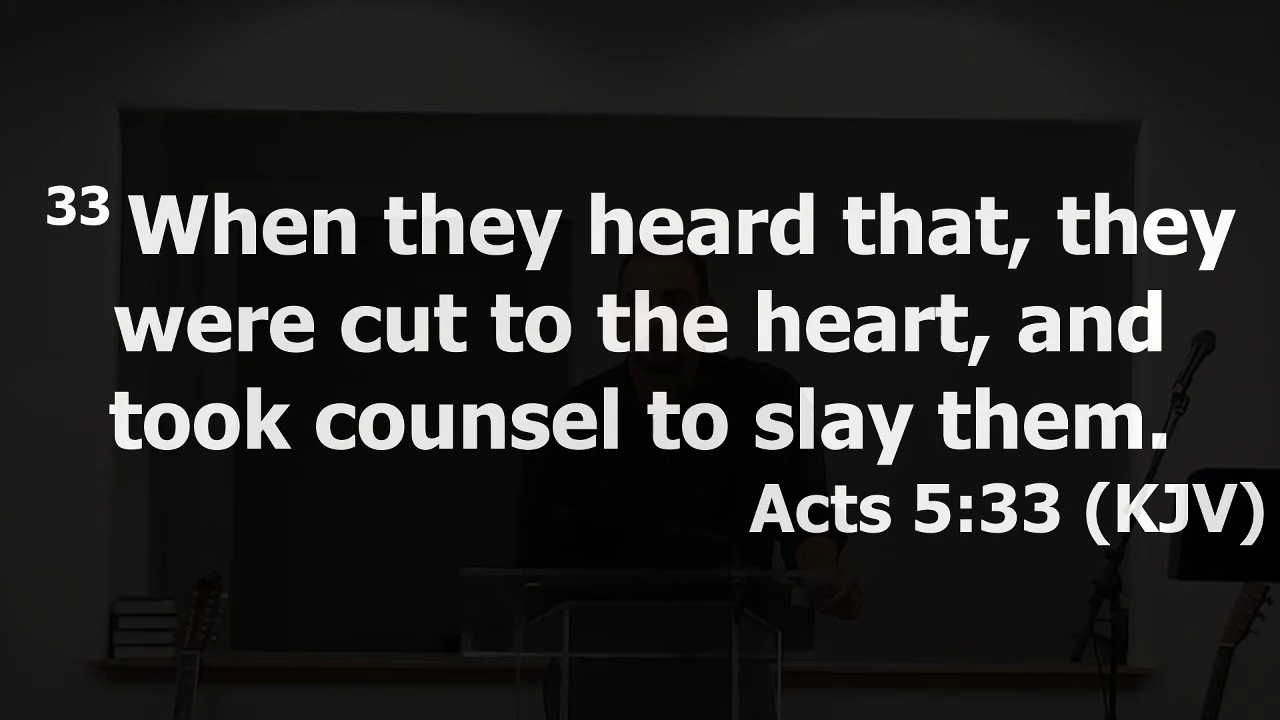 33 When they heard that, they
were cut to the heart, and
took counsel to slay them.
Acts 5:33 (KJV)